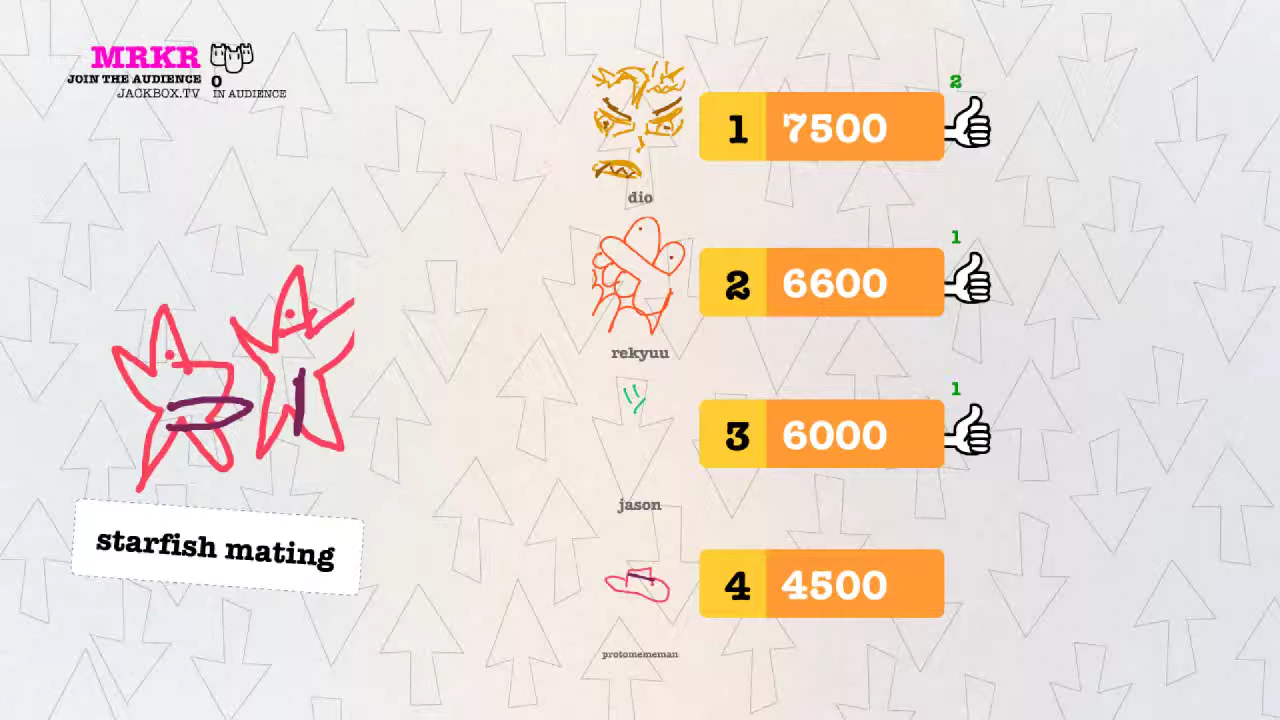 MRKR
JOIN THE AUDIENCE
JACKBOX.TV
0
IN AUDIENCE
2
1 7500
dio
1
2 6600
rekyuu
1
3 6000
jason
4 4500
protomememan
starfish mating